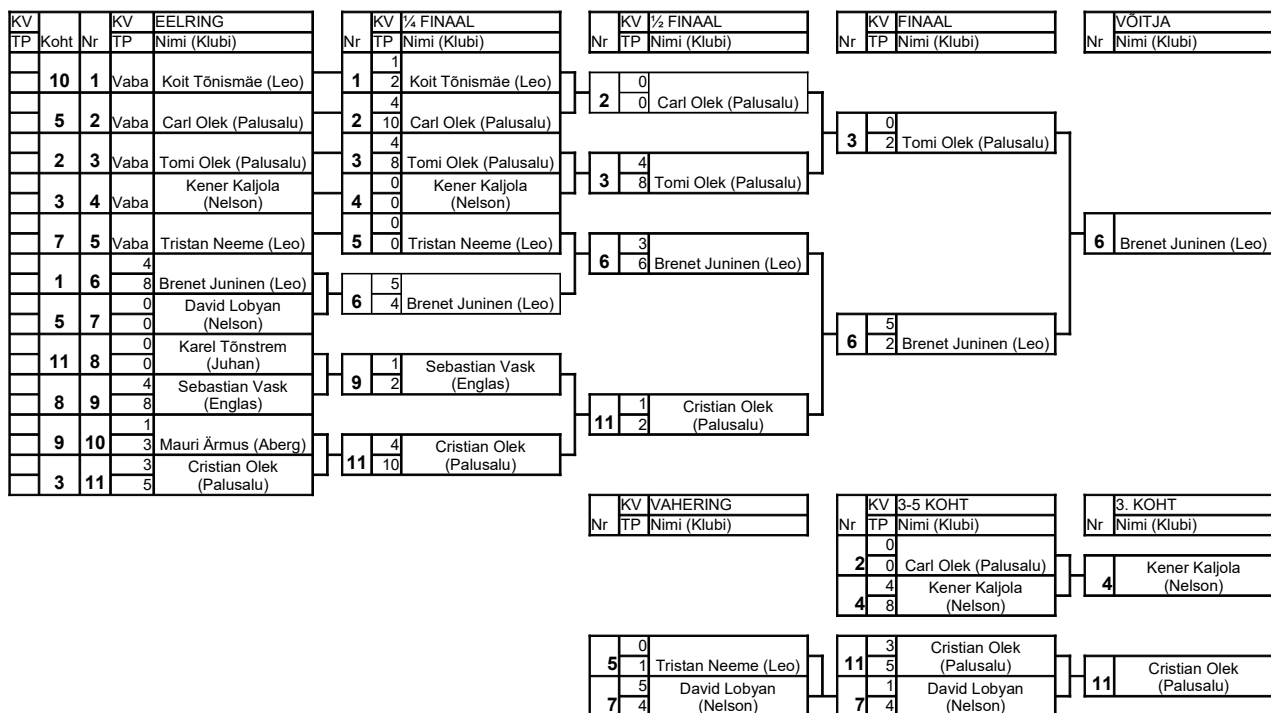 KV KV EELRING KV ¼ FINAAL KV ½ FINAAL KV FINAAL VÕITJA
TP Koht Nr TP Nimi (Klubi) Nr TP Nimi (Klubi) Nr TP Nimi (Klubi) Nr TP Nimi (Klubi) Nr Nimi (Klubi)
1
10 1 Vaba Koit Tõnismäe (Leo) 1 2 Koit Tõnismäe (Leo)
0
2 0 Carl Olek (Palusalu)
4
5 2 Vaba Carl Olek (Palusalu) 2 10 Carl Olek (Palusalu)
0
3 2 Tomi Olek (Palusalu)
4
2 3 Vaba Tomi Olek (Palusalu) 3 8 Tomi Olek (Palusalu)
4
3 8 Tomi Olek (Palusalu)
Kener Kaljola 0 Kener Kaljola
3 4 Vaba (Nelson) 4 0 (Nelson)
0
7 5 Vaba Tristan Neeme (Leo) 5 0 Tristan Neeme (Leo)
3
6 6 Brenet Juninen (Leo)
6 Brenet Juninen (Leo)
4
1 6 8 Brenet Juninen (Leo)
5
6 4 Brenet Juninen (Leo)
0 David Lobyan
5 7 0 (Nelson)
5
6 2 Brenet Juninen (Leo)
0 Karel Tõnstrem
11 8 0 (Juhan)
1 Sebastian Vask
9 2 (Englas)
4 Sebastian Vask
8 9 8 (Englas)
1 Cristian Olek
11 2 (Palusalu)
1
9 10 3 Mauri Ärmus (Aberg)
4 Cristian Olek
11 10 (Palusalu)
3 Cristian Olek
3 11 5 (Palusalu)
KV VAHERING KV 3-5 KOHT 3. KOHT
Nr TP Nimi (Klubi) Nr TP Nimi (Klubi) Nr Nimi (Klubi)
0
2 0 Carl Olek (Palusalu)
Kener Kaljola
4 (Nelson)
4 Kener Kaljola
4 8 (Nelson)
0 3 Cristian Olek
5 1 Tristan Neeme (Leo) 11 5 (Palusalu)
Cristian Olek
11 (Palusalu)
5 David Lobyan 1 David Lobyan
7 4 (Nelson) 7 4 (Nelson)